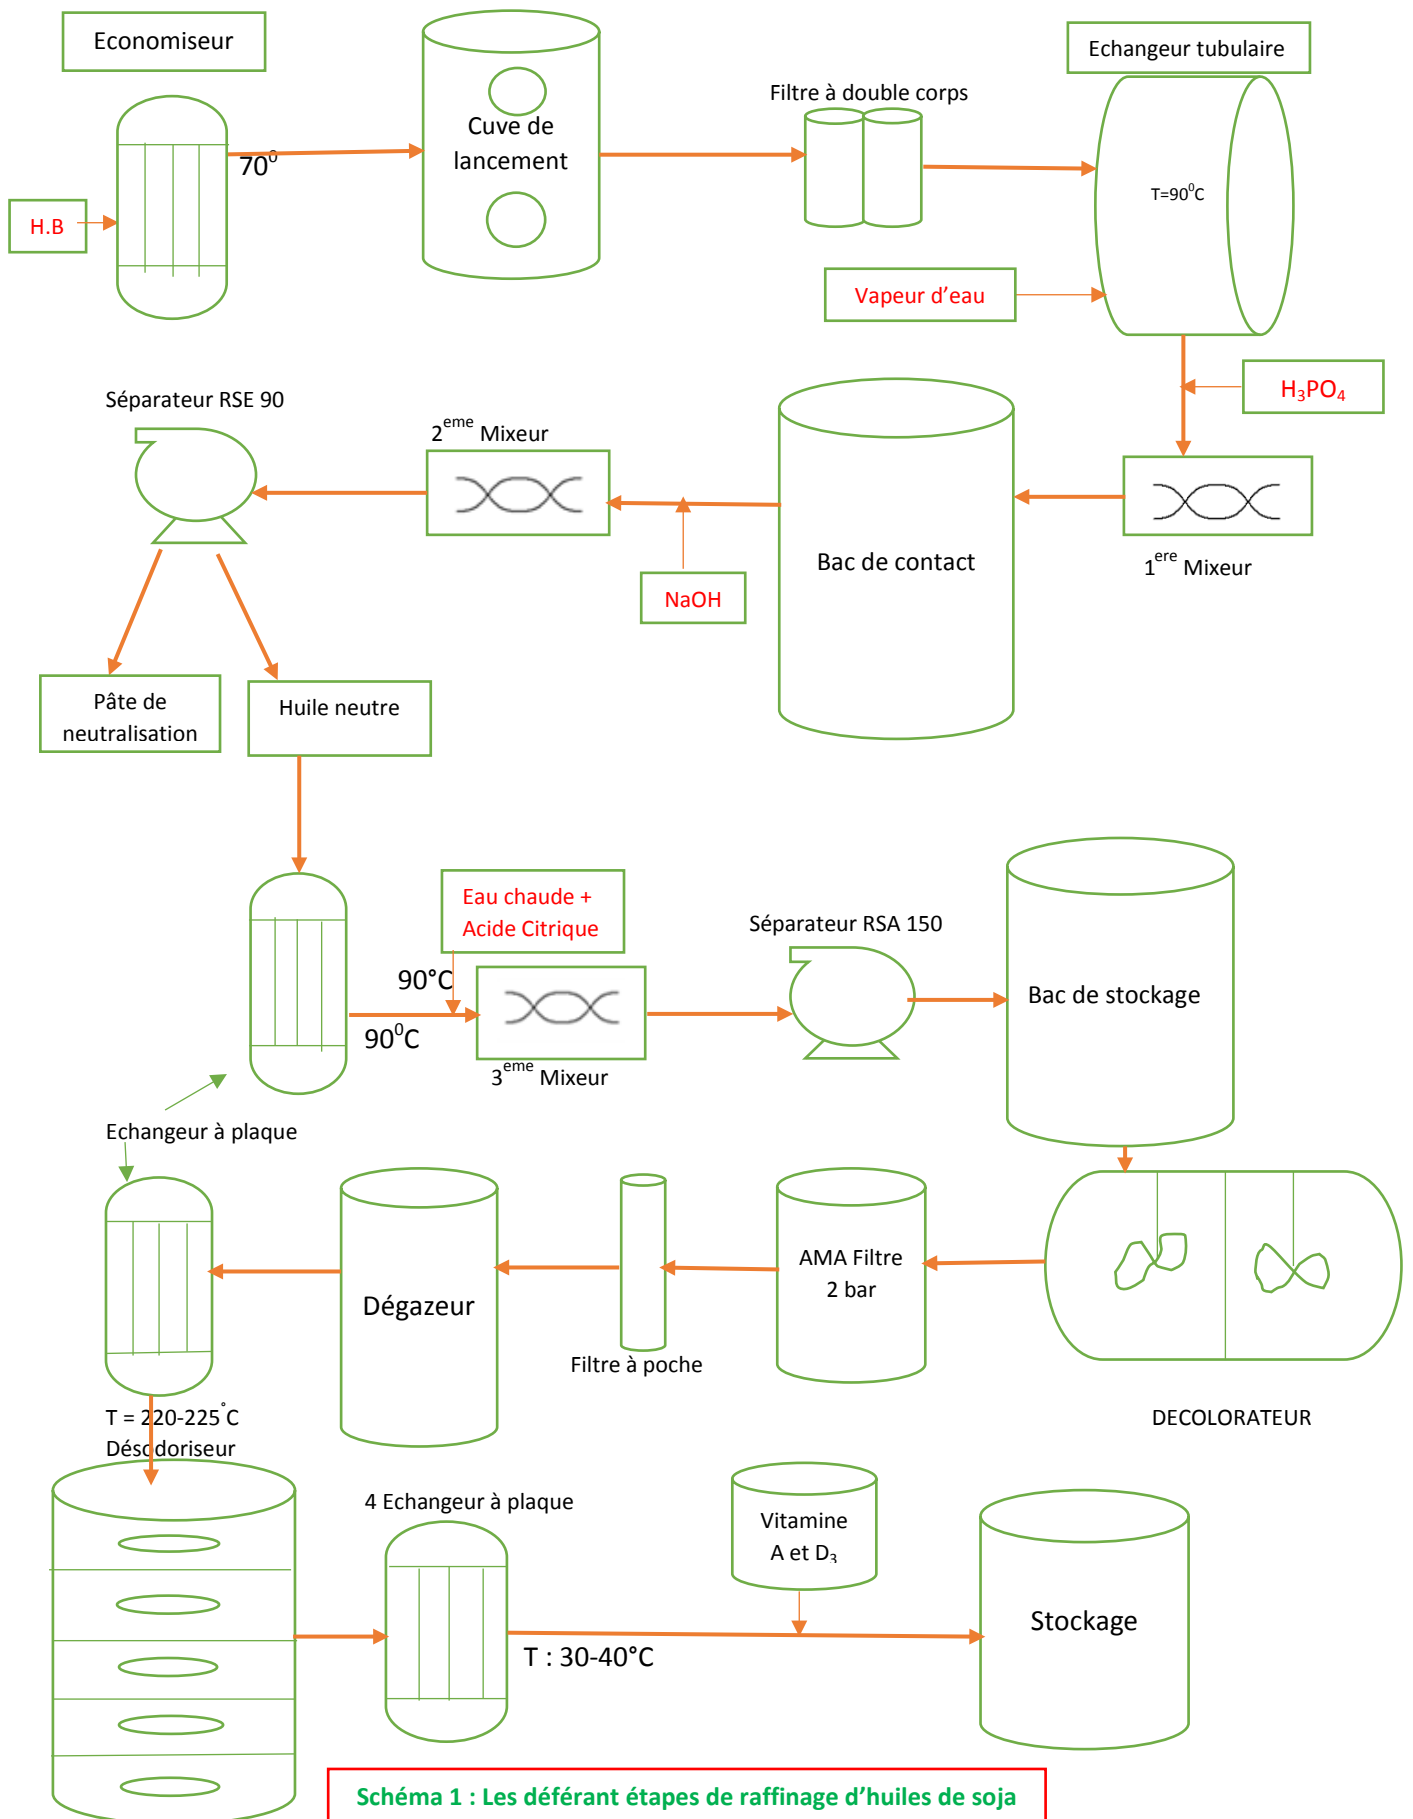 Economiseur
Echangeur tubulaire
Filtre à double corps
Cuve de
lancement
70⁰
T=90⁰C
H.B
Vapeur d'eau
H₃PO₄
Séparateur RSE 90
2ᵉᵐᵉ Mixeur
Bac de contact
1ᵉʳᵉ Mixeur
NaOH
Pâte de
neutralisation
Huile neutre
Eau chaude +
Acide Citrique
Séparateur RSA 150
90°C
Bac de stockage
90⁰C
3ᵉᵐᵉ Mixeur
Echangeur à plaque
AMA Filtre
2 bar
Dégazeur
Filtre à poche
T = 220-225°C
DECOLORATEUR
Désodoriseur
4 Echangeur à plaque
Vitamine
A et D₃
Stockage
T : 30-40°C
Schéma 1 : Les déférant étapes de raffinage d'huiles de soja